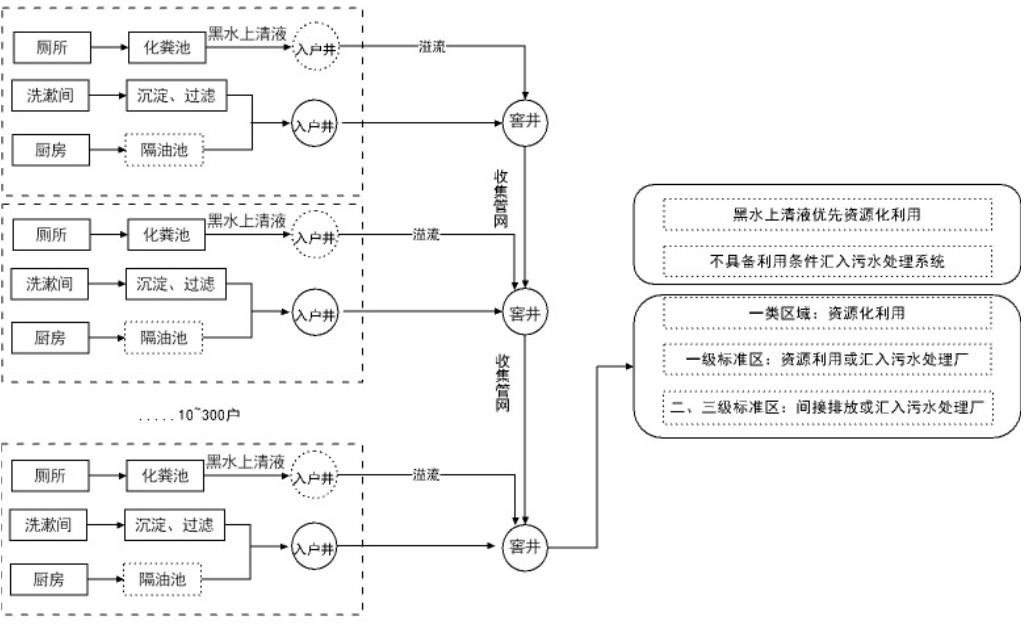 厕所
化粪池
黑水上清液
入户井
溢流
洗漱间
沉淀、过滤
入户井
窖井
厨房
隔油池
收集管网
厕所
化粪池
黑水上清液
入户井
溢流
洗漱间
沉淀、过滤
入户井
窖井
厨房
隔油池
收集管网
.....10~300户
厕所
化粪池
黑水上清液
入户井
溢流
洗漱间
沉淀、过滤
入户井
窖井
厨房
隔油池
黑水上清液优先资源化利用
不具备利用条件汇入污水处理系统
一类区域：资源化利用
一级标准区：资源利用或汇入污水处理厂
二、三级标准区：间接排放或汇入污水处理厂